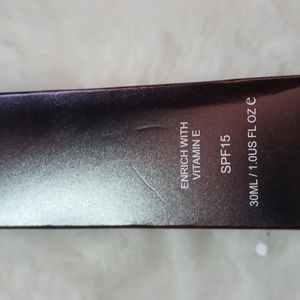 ENRICH WITH
VITAMIN E
SPF15
30ML / 1.0US FL OZ e